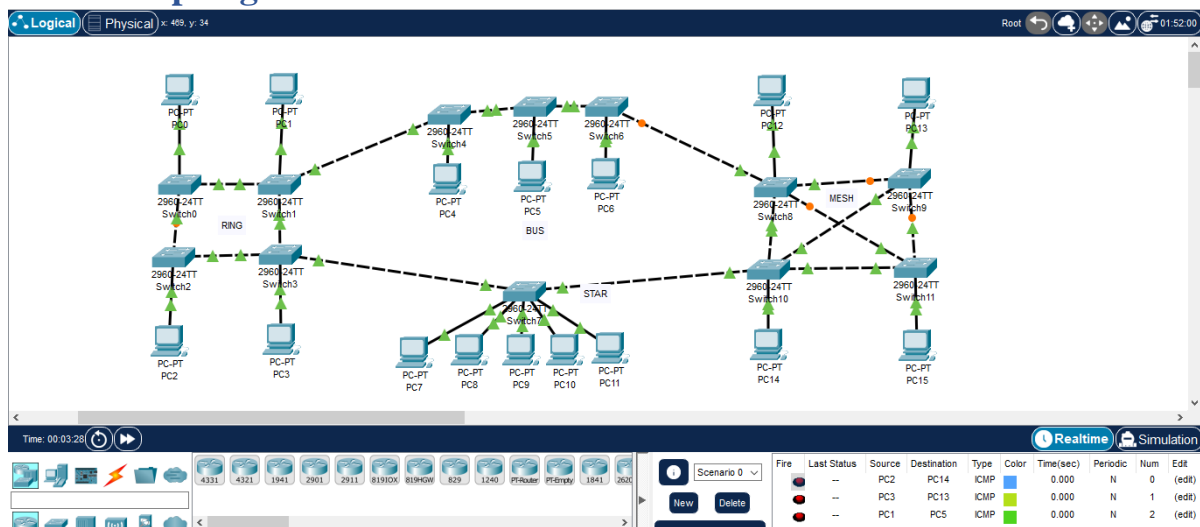 Logical Physical x: 469, y: 34 Root 01:52:00
PC-PT
PC0
PC-PT
PC1
2960-24TT
Switch4
2960-24TT
Switch5
2960-24TT
Switch6
PC-PT
PC12
PC-PT
PC13
2960-24TT
Switch0
2960-24TT
Switch1
RING
PC-PT
PC4
PC-PT
PC5
PC-PT
PC6
BUS
2960-24TT
Switch8
MESH
2960-24TT
Switch9
2960-24TT
Switch2
2960-24TT
Switch3
2960-24TT
Switch7
STAR
2960-24TT
Switch10
2960-24TT
Switch11
PC-PT
PC2
PC-PT
PC3
PC-PT
PC7
PC-PT
PC8
PC-PT
PC9
PC-PT
PC10
PC-PT
PC11
PC-PT
PC14
PC-PT
PC15
Time: 00:03:28 Realtime Simulation
4331 4321 1941 2901 2911 819IOX 819HGW 829 1240 PT-Router PT-Empty 1841 2620
Scenario 0
New Delete
Fire Last Status Source Destination Type Color Time(sec) Periodic Num Edit
-- PC2 PC14 ICMP 0.000 N 0 (edit)
-- PC3 PC13 ICMP 0.000 N 1 (edit)
-- PC1 PC5 ICMP 0.000 N 2 (edit)